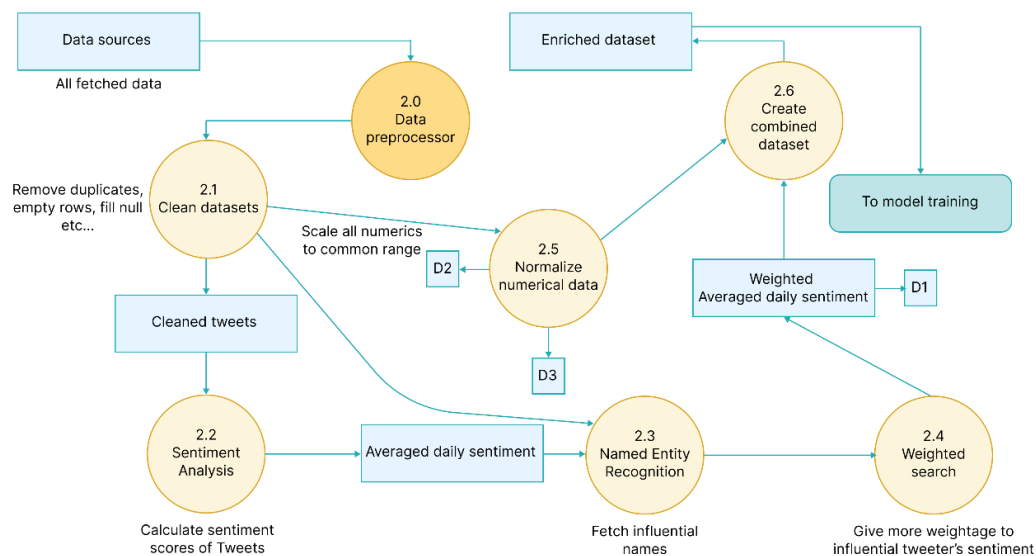 Data sources
All fetched data
2.0
Data
preprocessor
Enriched dataset
2.6
Create
combined
dataset
To model training
2.1
Clean datasets
Remove duplicates,
empty rows, fill null
etc...
Scale all numerics
to common range
2.5
Normalize
numerical data
D2
D3
Weighted
Averaged daily sentiment
D1
Cleaned tweets
2.2
Sentiment
Analysis
Calculate sentiment
scores of Tweets
Averaged daily sentiment
2.3
Named Entity
Recognition
Fetch influential
names
2.4
Weighted
search
Give more weightage to
influential tweeter's sentiment